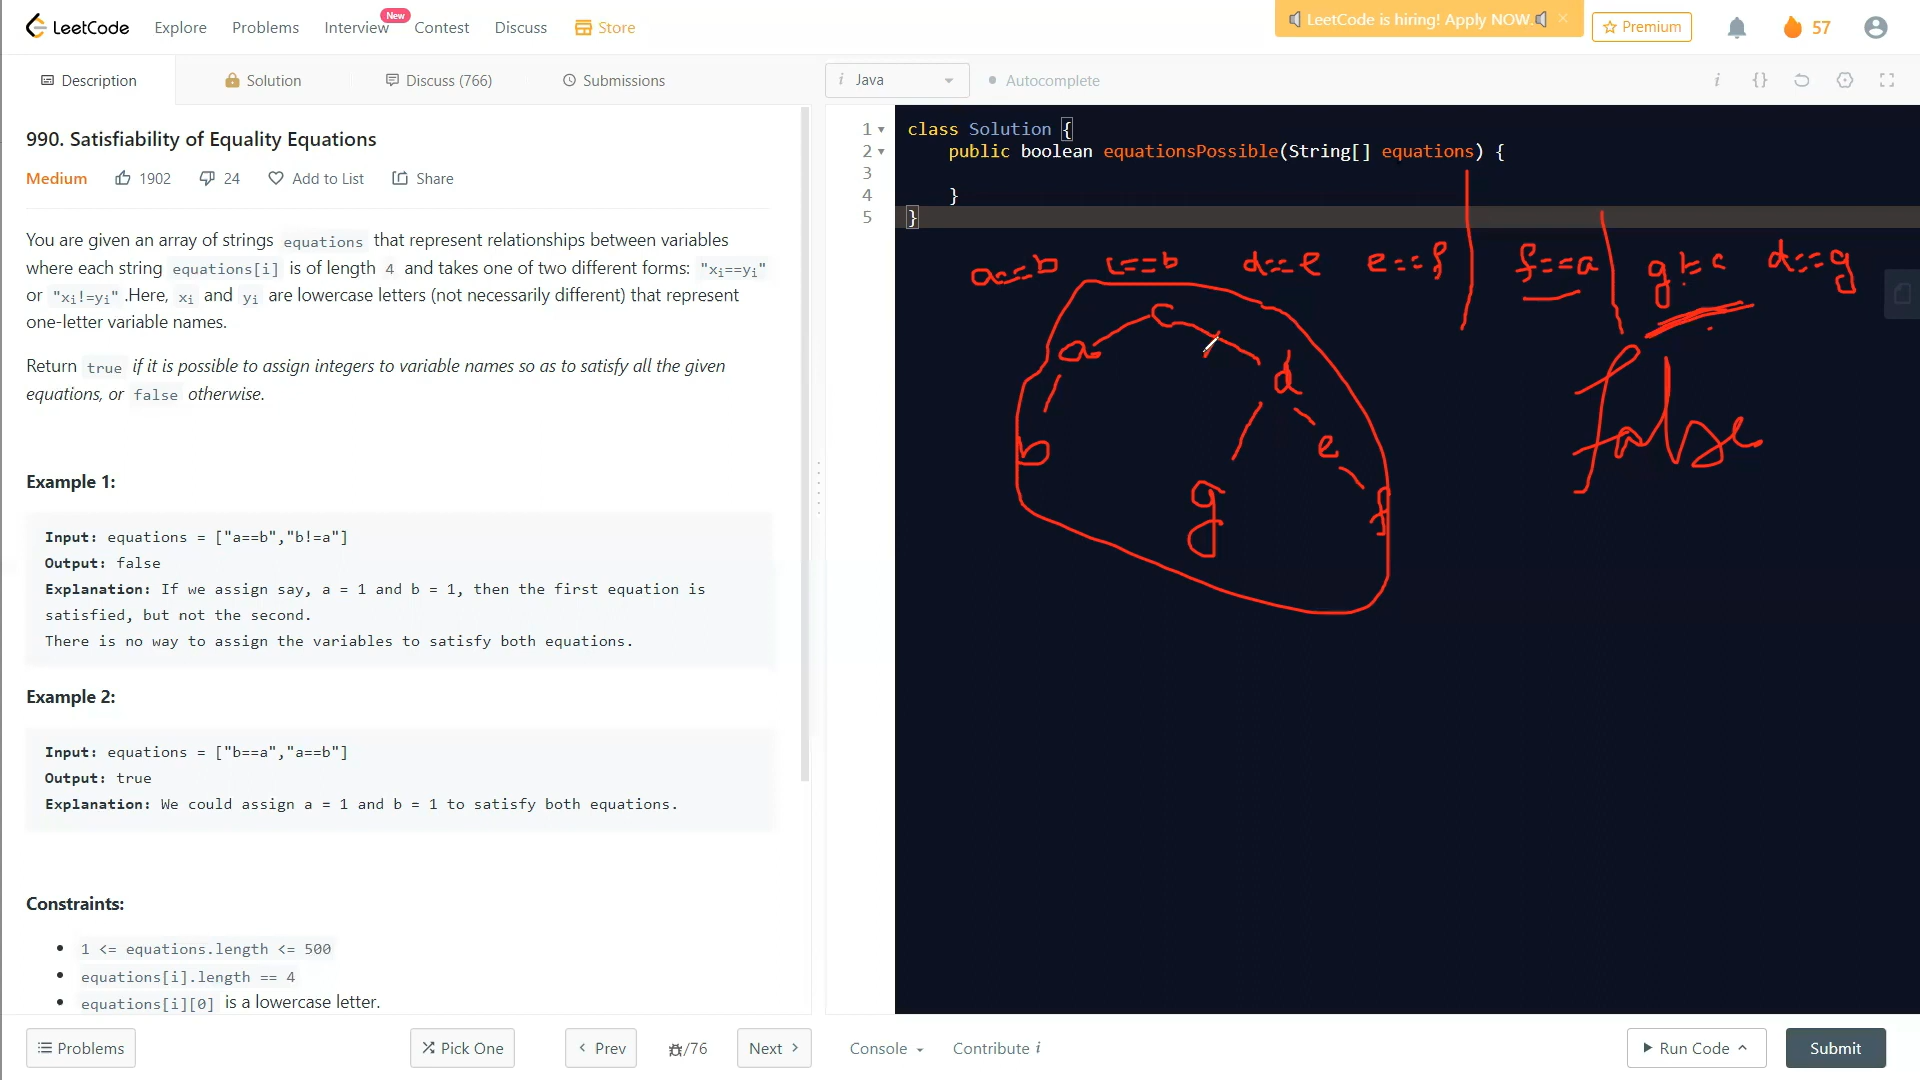 LeetCode Explore Problems Interview New Contest Discuss Store LeetCode is hiring! Apply NOW. × Premium 57
Description Solution Discuss (766) Submissions
i Java Autocomplete
990. Satisfiability of Equality Equations
Medium 1902 24 Add to List Share
You are given an array of strings equations that represent relationships between variables
where each string equations[i] is of length 4 and takes one of two different forms: "xi==yi"
or "xi!=yi" .Here, xi and yi are lowercase letters (not necessarily different) that represent
one-letter variable names.
Return true if it is possible to assign integers to variable names so as to satisfy all the given
equations, or false otherwise.
Example 1:
Input: equations = ["a==b","b!=a"]
Output: false
Explanation: If we assign say, a = 1 and b = 1, then the first equation is
satisfied, but not the second.
There is no way to assign the variables to satisfy both equations.
Example 2:
Input: equations = ["b==a","a==b"]
Output: true
Explanation: We could assign a = 1 and b = 1 to satisfy both equations.
Constraints:
1 <= equations.length <= 500
equations[i].length == 4
equations[i][0] is a lowercase letter.
1 class Solution {
2 public boolean equationsPossible(String[] equations) {
3
4 }
5 }
a==b c==b d==e e==f f==a g!=c d==g
c
a
d
b
e
g
f
false
Problems Pick One Prev /76 Next Console Contribute i Run Code Submit